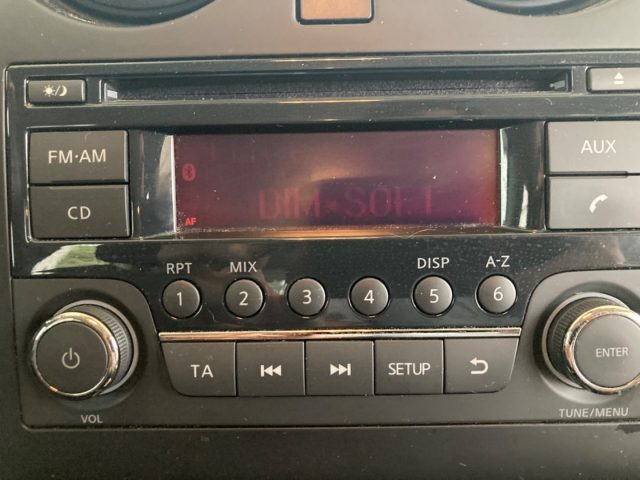 FM·AM
AUX
CD
AF
DIM★SOFT
RPT
MIX
DISP
A-Z
1
2
3
4
5
6
TA
SETUP
ENTER
VOL
TUNE/MENU